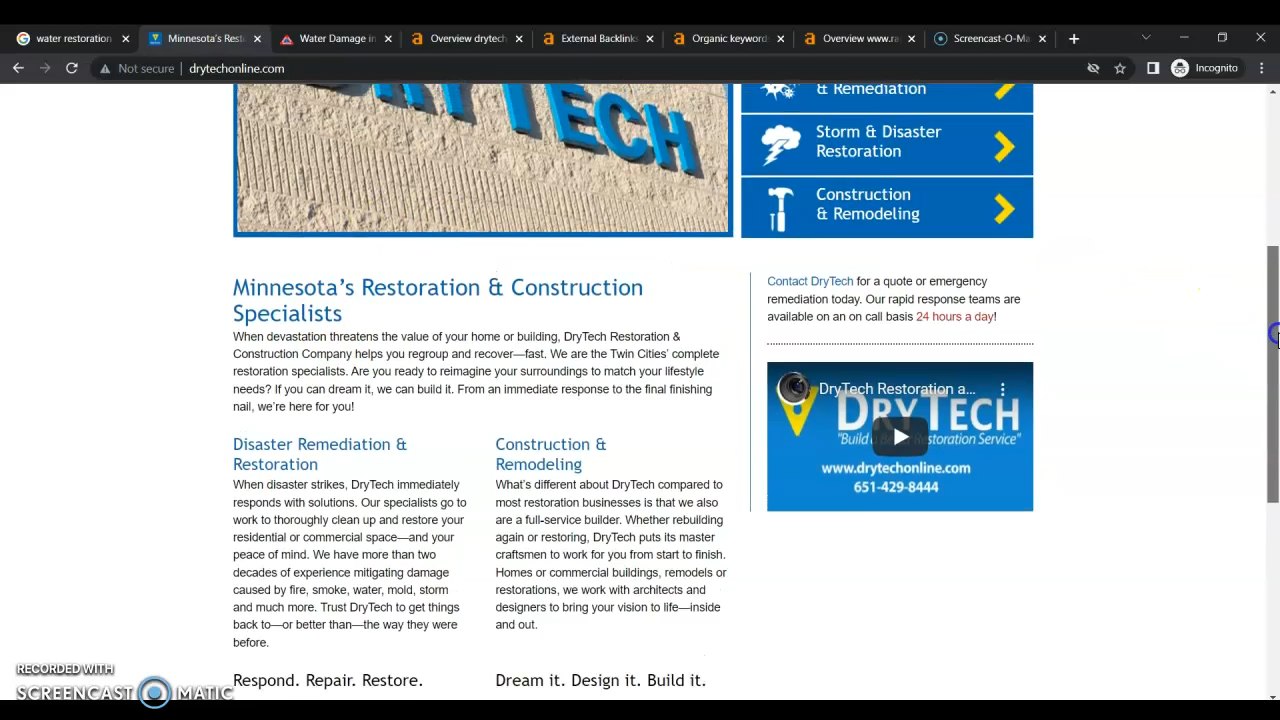 water restoration
Minnesota's Rest
Water Damage in
Overview drytech
External Backlinks
Organic keyword
Overview www.ra
Screencast-O-Ma
Not secure
drytechonline.com
Incognito
DRYTECH
& Remediation
Storm & Disaster
Restoration
Construction
& Remodeling
Minnesota's Restoration & Construction
Specialists
When devastation threatens the value of your home or building, DryTech Restoration &
Construction Company helps you regroup and recover—fast. We are the Twin Cities' complete
restoration specialists. Are you ready to reimagine your surroundings to match your lifestyle
needs? If you can dream it, we can build it. From an immediate response to the final finishing
nail, we're here for you!
Disaster Remediation &
Restoration
When disaster strikes, DryTech immediately
responds with solutions. Our specialists go to
work to thoroughly clean up and restore your
residential or commercial space—and your
peace of mind. We have more than two
decades of experience mitigating damage
caused by fire, smoke, water, mold, storm
and much more. Trust DryTech to get things
back to—or better than—the way they were
before.
Respond. Repair. Restore.
Construction &
Remodeling
What's different about DryTech compared to
most restoration businesses is that we also
are a full-service builder. Whether rebuilding
again or restoring, DryTech puts its master
craftsmen to work for you from start to finish.
Homes or commercial buildings, remodels or
restorations, we work with architects and
designers to bring your vision to life—inside
and out.
Dream it. Design it. Build it.
Contact DryTech for a quote or emergency
remediation today. Our rapid response teams are
available on an on call basis 24 hours a day!
DryTech Restoration a...
DRYTECH
"Build a Better Restoration Service"
www.drytechonline.com
651-429-8444
RECORDED WITH
SCREENCAST MATIC